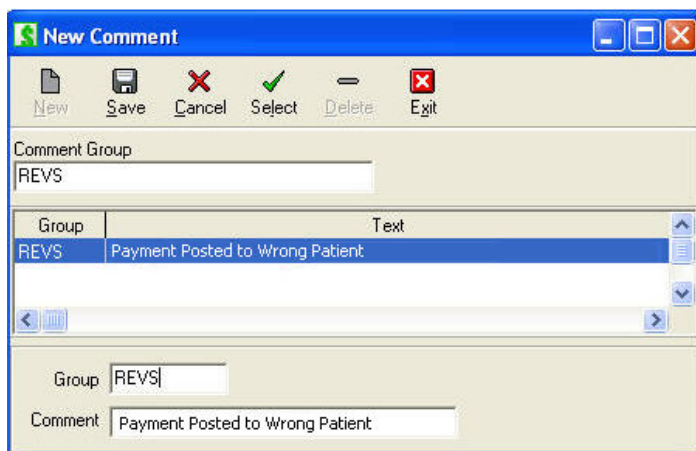 New Comment
New Save Cancel Select Delete Exit
Comment Group
REVS
Group Text
REVS Payment Posted to Wrong Patient
Group REVS
Comment Payment Posted to Wrong Patient